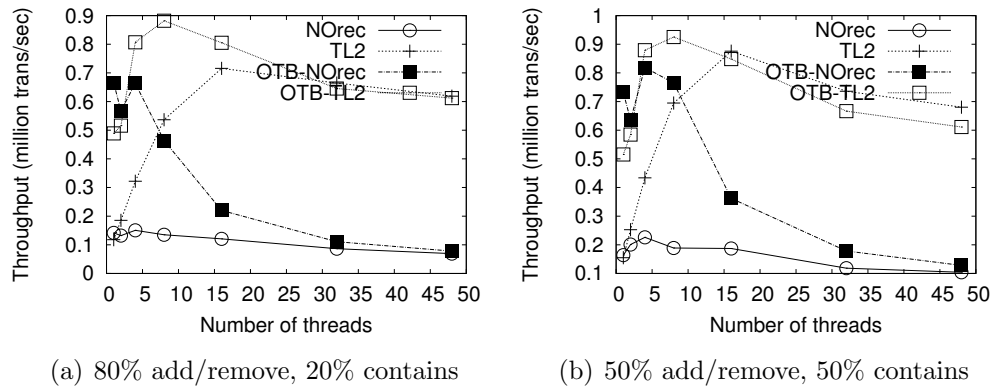 Throughput (million trans/sec)
0.9
0.8
0.7
0.6
0.5
0.4
0.3
0.2
0.1
0
0 5 10 15 20 25 30 35 40 45 50
Number of threads
NOrec
TL2
OTB-NOrec
OTB-TL2
(a) 80% add/remove, 20% contains
Throughput (million trans/sec)
1
0.9
0.8
0.7
0.6
0.5
0.4
0.3
0.2
0.1
0 5 10 15 20 25 30 35 40 45 50
Number of threads
NOrec
TL2
OTB-NOrec
OTB-TL2
(b) 50% add/remove, 50% contains